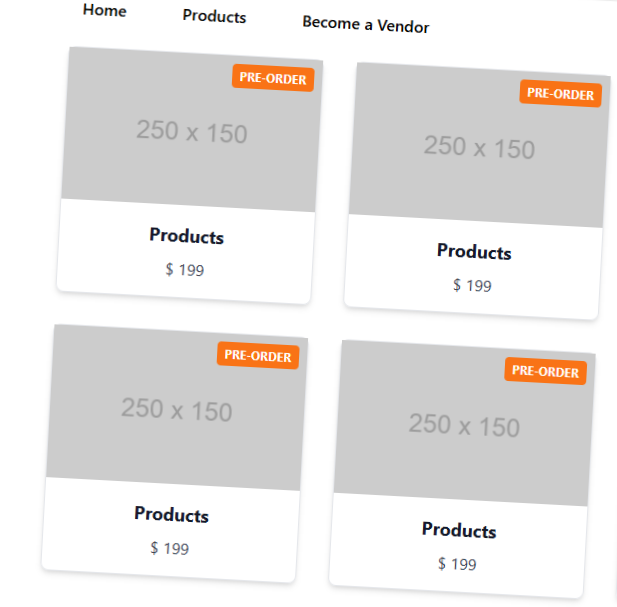 Home
Products
Become a Vendor
PRE-ORDER
250 x 150
Products
$ 199
PRE-ORDER
250 x 150
Products
$ 199
PRE-ORDER
250 x 150
Products
$ 199
PRE-ORDER
250 x 150
Products
$ 199